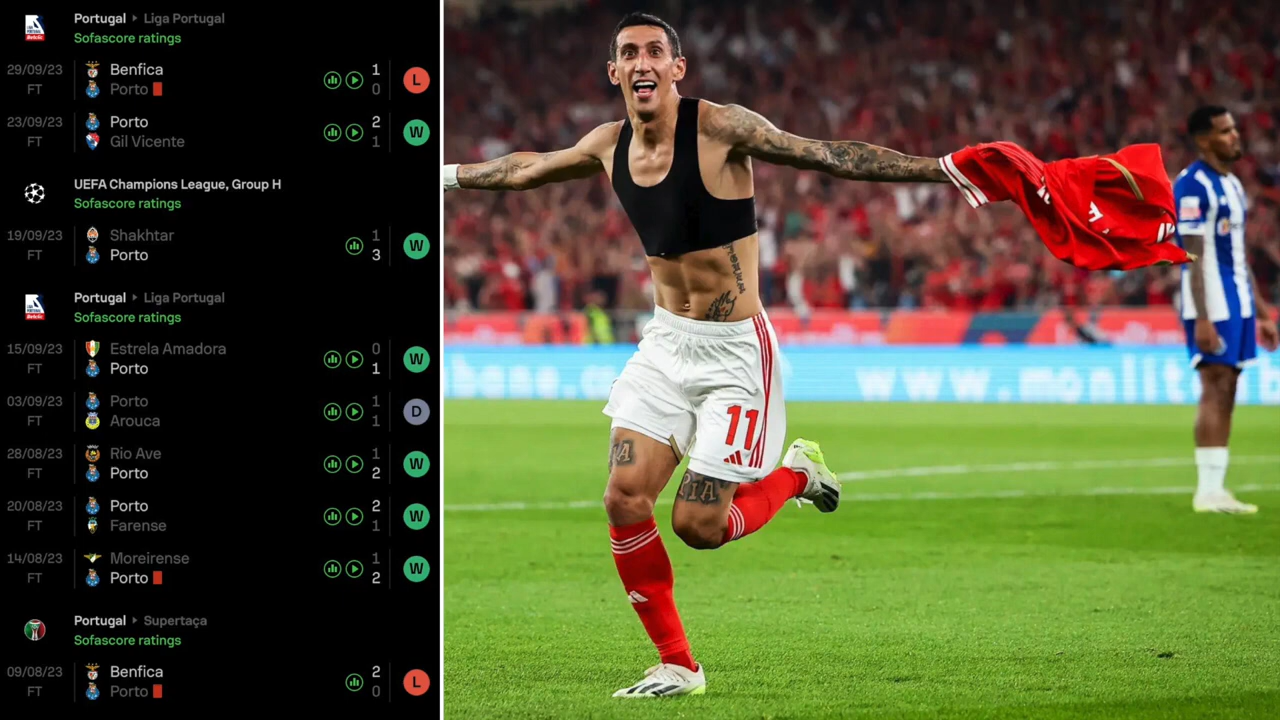 Portugal ▸ Liga Portugal
Sofascore ratings
29/09/23 Benfica 1
FT Porto 0
L
23/09/23 Porto 2
FT Gil Vicente 1
W
UEFA Champions League, Group H
Sofascore ratings
19/09/23 Shakhtar 1
FT Porto 3
W
Portugal ▸ Liga Portugal
Sofascore ratings
15/09/23 Estrela Amadora 0
FT Porto 1
W
03/09/23 Porto 1
FT Arouca 1
D
28/08/23 Rio Ave 1
FT Porto 2
W
20/08/23 Porto 2
FT Farense 1
W
14/08/23 Moreirense 1
FT Porto 2
W
Portugal ▸ Supertaça
Sofascore ratings
09/08/23 Benfica 2
FT Porto 0
L
11
PIA